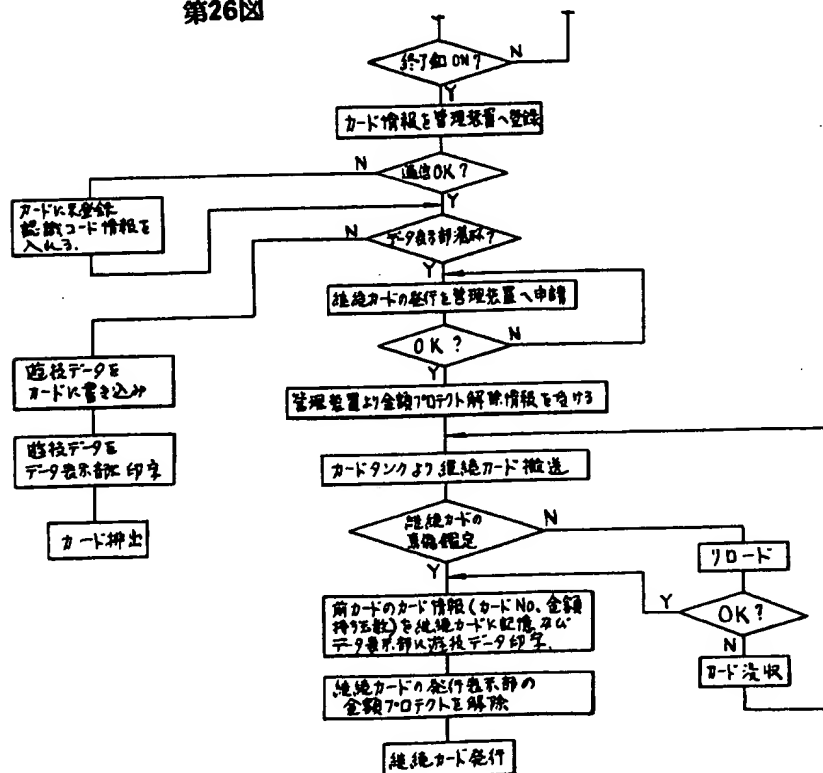 第26図
終了釦ON?
N
Y
カード情報を管理装置へ登録
通信OK?
N
Y
カードに未登録
認識コード情報を
入れる.
データ表示部満杯?
N
Y
継続カードの発行を管理装置へ申請
OK?
N
Y
管理装置より金額プロテクト解除情報を受ける
遊技データを
カードに書き込み
遊技データを
データ表示部に印字
カード排出
カードタンクより継続カード搬送
継続カードの
真偽鑑定
N
Y
リロード
OK?
Y
N
カード没収
前カードのカード情報(カードNo、金額
持ち玉数)を継続カードに記憶及び
データ表示部に遊技データ印字.
継続カードの発行表示部の
金額プロテクトを解除
継続カード発行